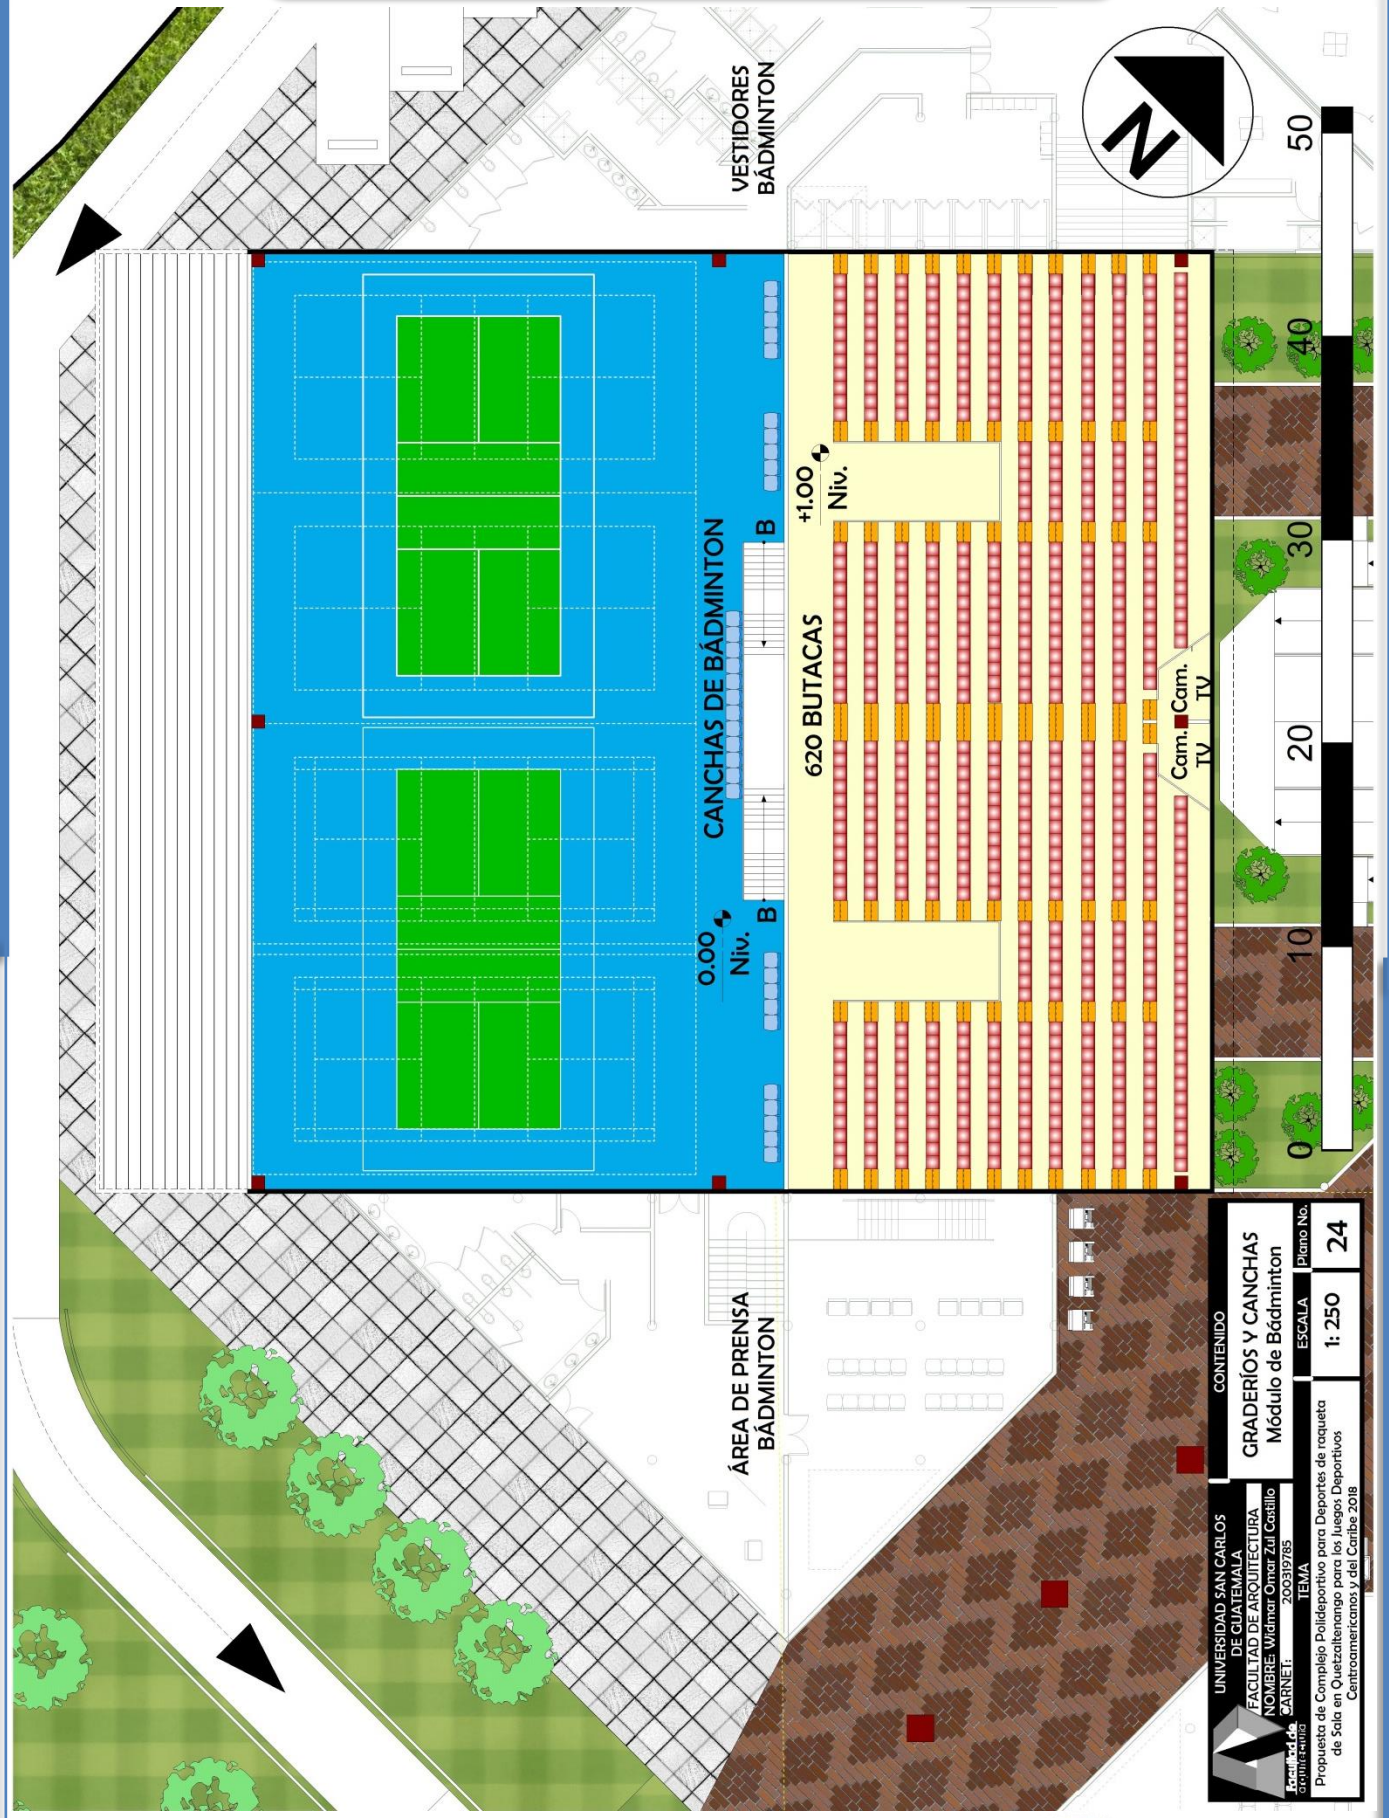 VESTIDORES
BÁDMINTON
N
CANCHAS DE BÁDMINTON
B
B
0.00
Niv.
+1.00
Niv.
620 BUTACAS
Cam.
TV
Cam.
TV
ÁREA DE PRENSA
BÁDMINTON
0
10
20
30
40
50
UNIVERSIDAD SAN CARLOS
DE GUATEMALA
FACULTAD DE ARQUITECTURA
NOMBRE: Widmar Omar Zul Castillo
CARNET: 200319785
Facultad de
arquitectura
CONTENIDO
GRADERÍOS Y CANCHAS
Módulo de Bádminton
TEMA
Propuesta de Complejo Polideportivo para Deportes de raqueta
de Sala en Quetzaltenango para los Juegos Deportivos
Centroamericanos y del Caribe 2018
ESCALA
1: 250
Plano No.
24